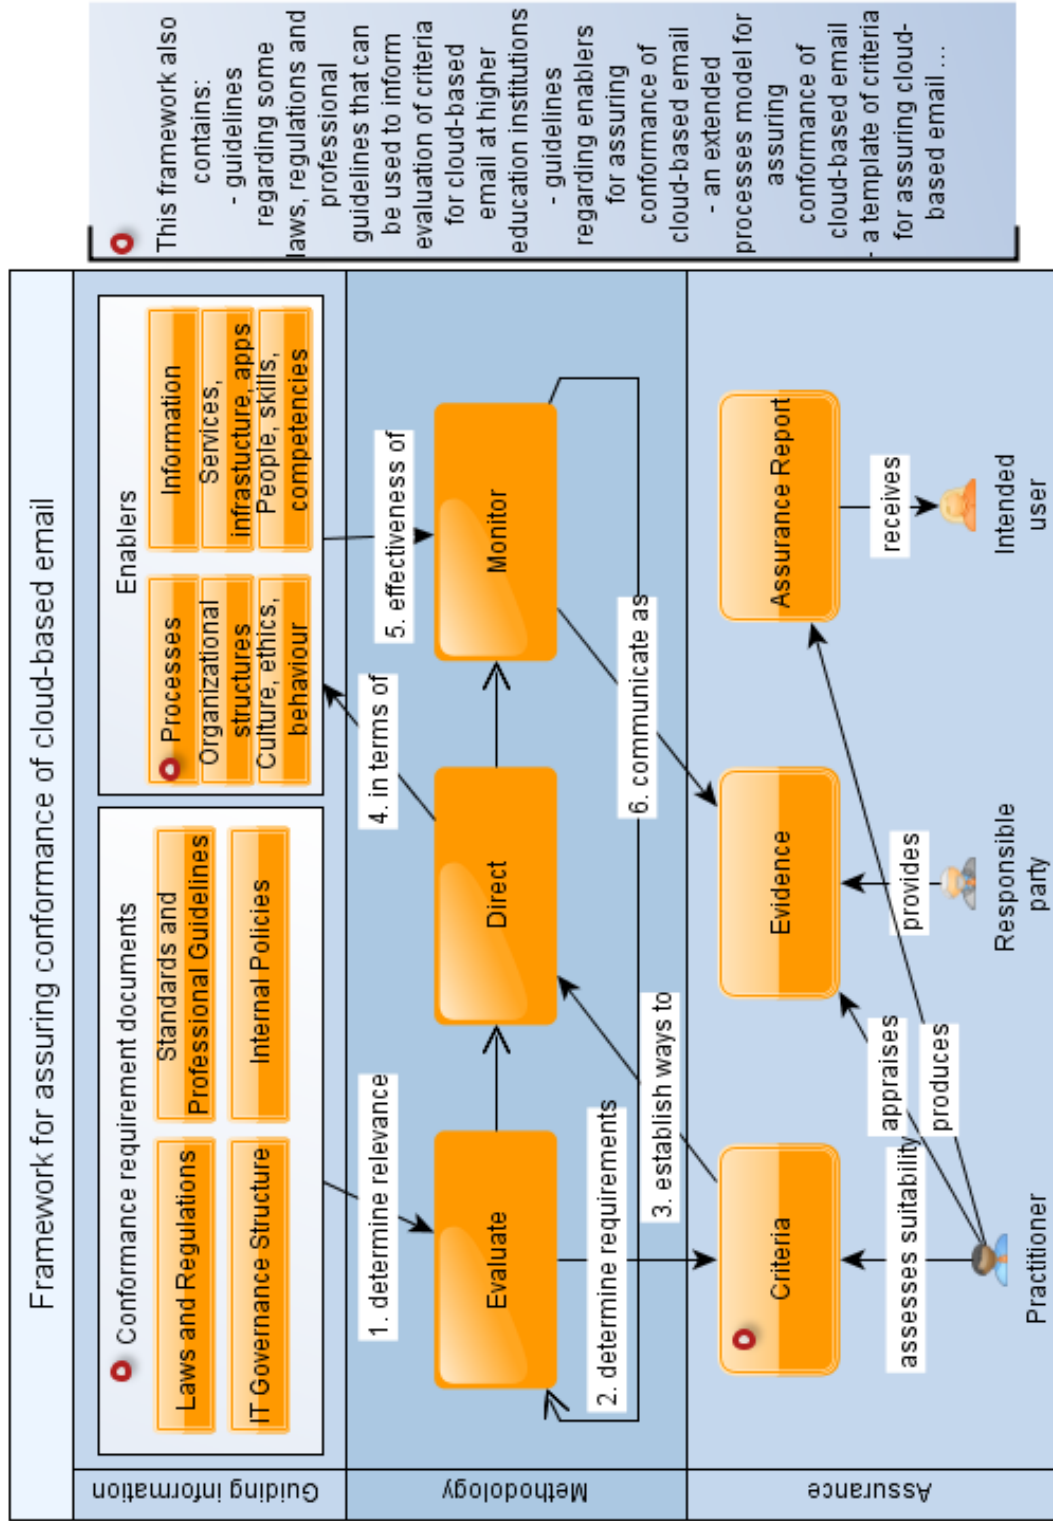 Framework for assuring conformance of cloud-based email
Guiding information
Conformance requirement documents
Laws and Regulations
Standards and
Professional Guidelines
IT Governance Structure
Internal Policies
Enablers
Processes
Information
Organizational
structures
Services,
infrastucture, apps
Culture, ethics,
behaviour
People, skills,
competencies
Methodology
1. determine relevance
4. in terms of
5. effectiveness of
Evaluate
Direct
Monitor
2. determine requirements
3. establish ways to
6. communicate as
Assurance
Criteria
Evidence
Assurance Report
assesses suitability
appraises
produces
provides
receives
Practitioner
Responsible
party
Intended
user
This framework also
contains:
- guidelines
regarding some
laws, regulations and
professional
guidelines that can
be used to inform
evaluation of criteria
for cloud-based
email at higher
education institutions
- guidelines
regarding enablers
for assuring
conformance of
cloud-based email
- an extended
processes model for
assuring
conformance of
cloud-based email
- a template of criteria
for assuring cloud-
based email ...